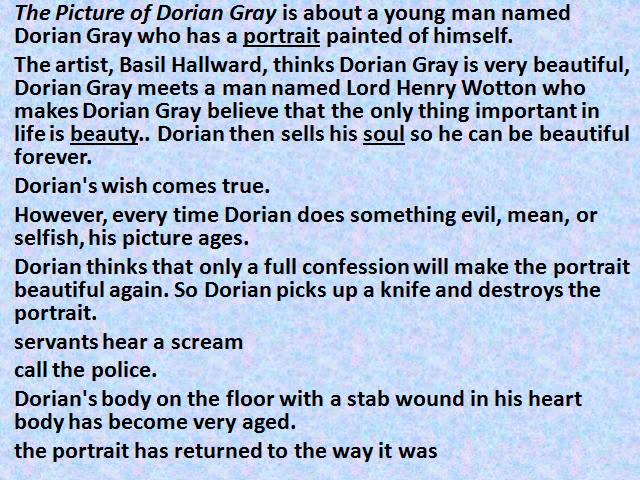 The Picture of Dorian Gray is about a young man named
Dorian Gray who has a portrait painted of himself.
The artist, Basil Hallward, thinks Dorian Gray is very beautiful,
Dorian Gray meets a man named Lord Henry Wotton who
makes Dorian Gray believe that the only thing important in
life is beauty.. Dorian then sells his soul so he can be beautiful
forever.
Dorian's wish comes true.
However, every time Dorian does something evil, mean, or
selfish, his picture ages.
Dorian thinks that only a full confession will make the portrait
beautiful again. So Dorian picks up a knife and destroys the
portrait.
servants hear a scream
call the police.
Dorian's body on the floor with a stab wound in his heart
body has become very aged.
the portrait has returned to the way it was